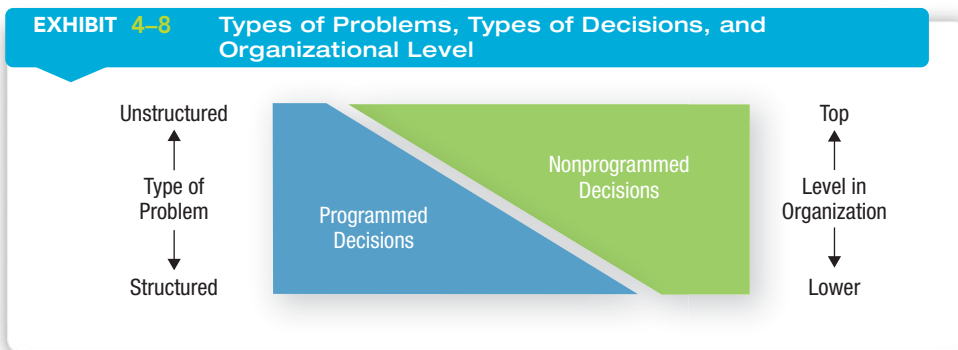 EXHIBIT 4–8 Types of Problems, Types of Decisions, and
Organizational Level
Unstructured
Type of
Problem
Structured
Programmed
Decisions
Nonprogrammed
Decisions
Top
Level in
Organization
Lower